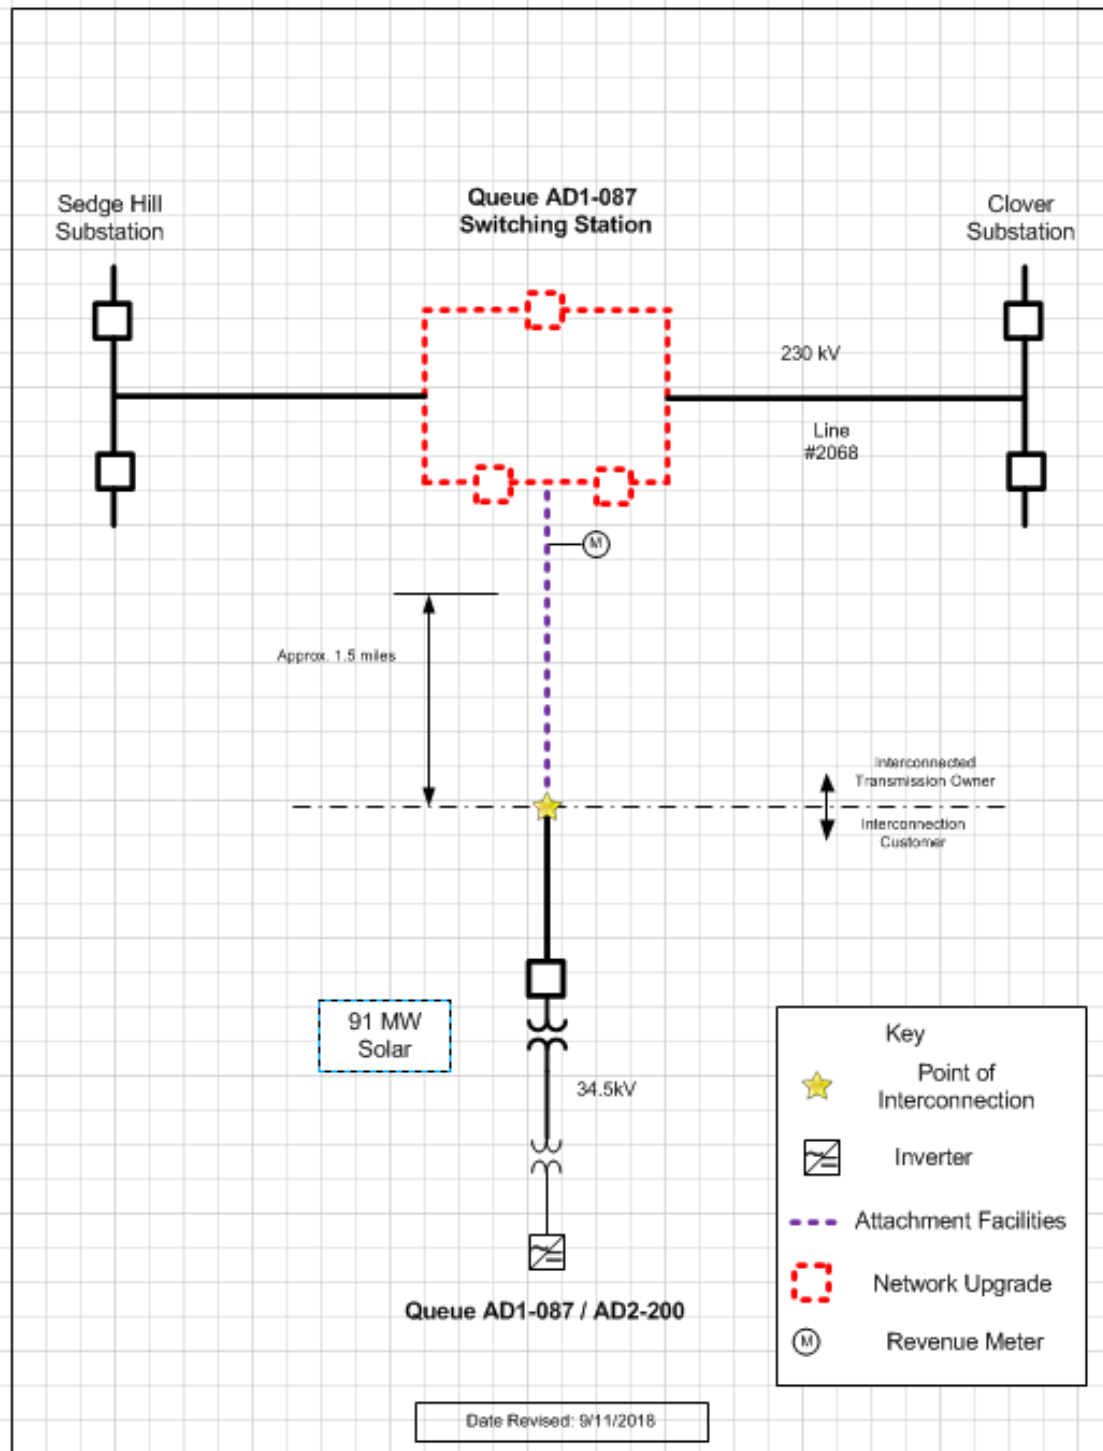 Queue AD1-087
Switching Station
Sedge Hill
Substation
Clover
Substation
230 kV
Line
#2068
M
Approx. 1.5 miles
Interconnected
Transmission Owner
Interconnection
Customer
91 MW
Solar
34.5kV
Queue AD1-087 / AD2-200
Key
Point of
Interconnection
Inverter
Attachment Facilities
Network Upgrade
M
Revenue Meter
Date Revised: 9/11/2018